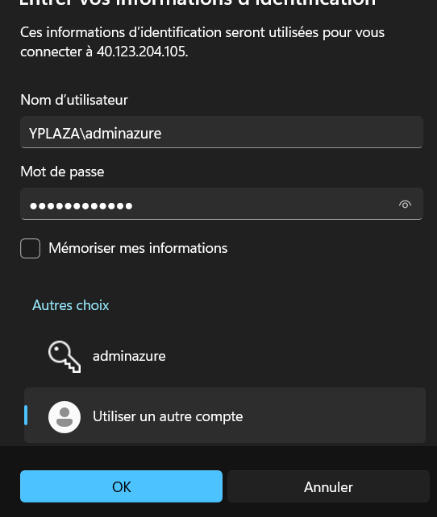 Entrer vos informations d'identification
Ces informations d'identification seront utilisées pour vous
connecter à 40.123.204.105.
Nom d'utilisateur
YPLAZA\adminazure
Mot de passe
●●●●●●●●●●●●
Mémoriser mes informations
Autres choix
adminazure
Utiliser un autre compte
OK
Annuler